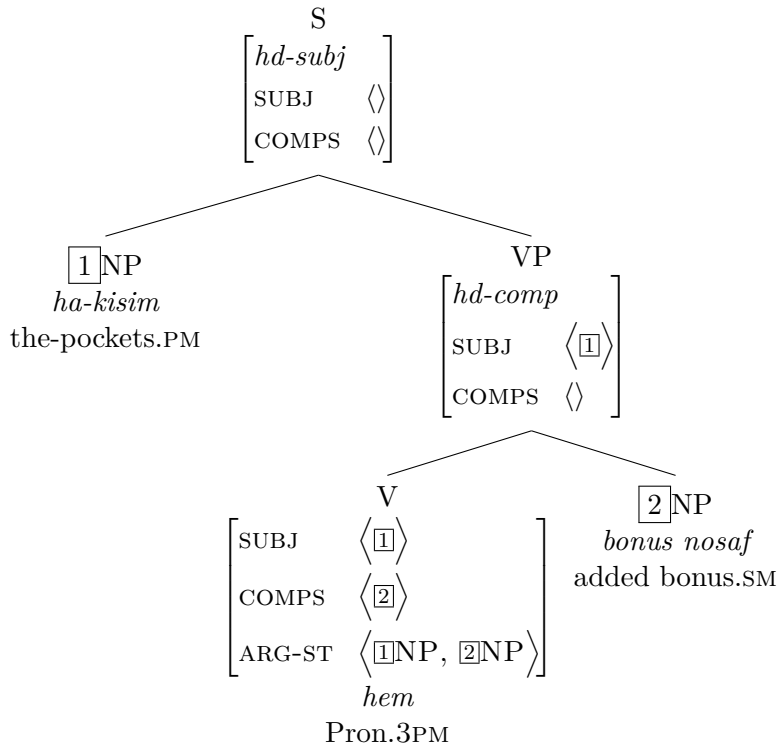 S
hd-subj
SUBJ ⟨⟩
COMPS ⟨⟩
1 NP
ha-kisim
the-pockets.PM
VP
hd-comp
SUBJ ⟨1⟩
COMPS ⟨⟩
V
SUBJ ⟨1⟩
COMPS ⟨2⟩
ARG-ST ⟨1NP, 2NP⟩
hem
Pron.3PM
2 NP
bonus nosaf
added bonus.SM